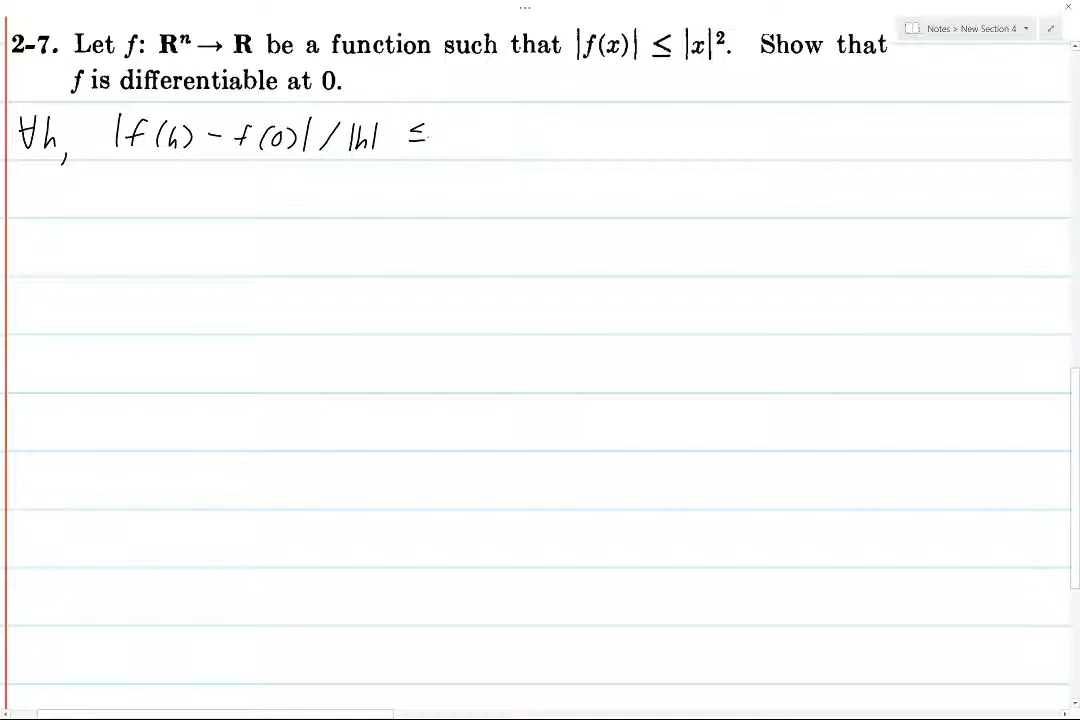 Notes > New Section 4
2-7. Let f: Rⁿ → R be a function such that |f(x)| ≤ |x|². Show that
f is differentiable at 0.
∀h, |f(h) - f(0)| / |h| ≤